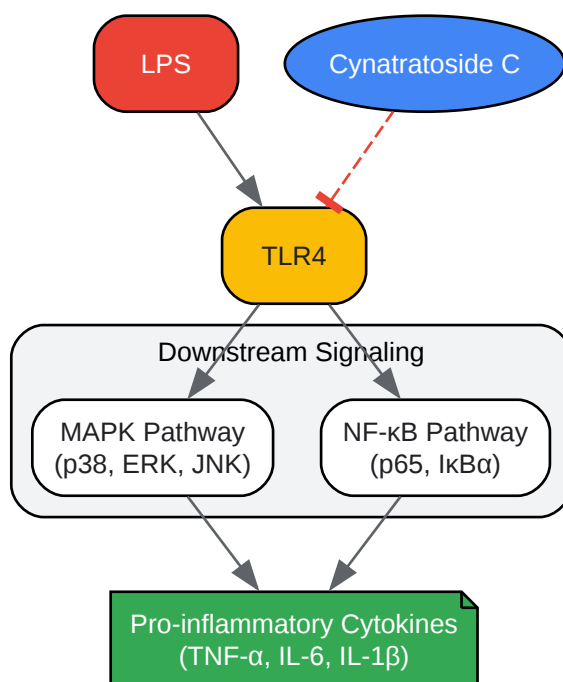 LPS
Cynatratoside C
TLR4
Downstream Signaling
MAPK Pathway
(p38, ERK, JNK)
NF-κB Pathway
(p65, IκBα)
Pro-inflammatory Cytokines
(TNF-α, IL-6, IL-1β)